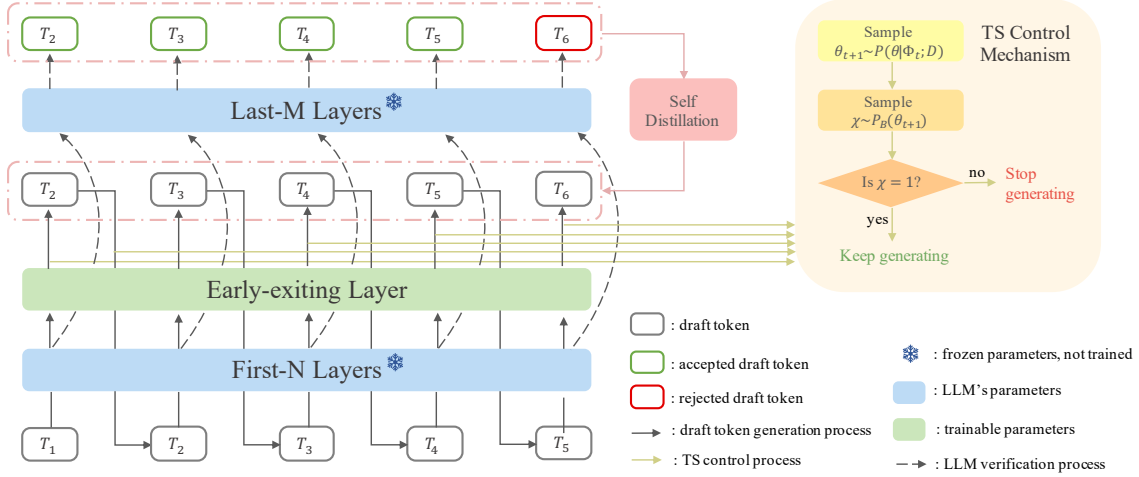 T₂ T₃ T₄ T₅ T₆
Last-M Layers
T₂ T₃ T₄ T₅ T₆
Early-exiting Layer
First-N Layers
T₁ T₂ T₃ T₄ T₅
Self
Distillation
TS Control
Mechanism
Sample
θₜ₊₁~P(θ|Φₜ; D)
Sample
χ~P_B(θₜ₊₁)
Is χ = 1?
no
Stop
generating
yes
Keep generating
: draft token
: accepted draft token
: rejected draft token
: draft token generation process
: TS control process
: frozen parameters, not trained
: LLM's parameters
: trainable parameters
: LLM verification process